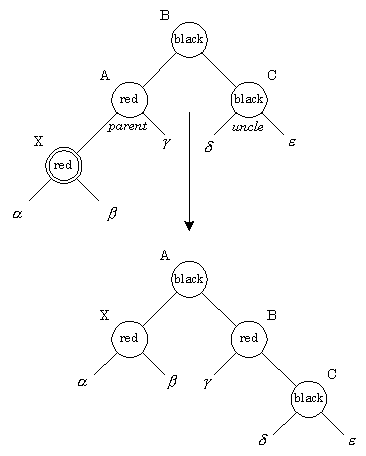 B
black
A
C
red
black
parent
uncle
X
γ
δ
ε
red
α
β
A
black
X
B
red
red
C
α
β
γ
black
δ
ε